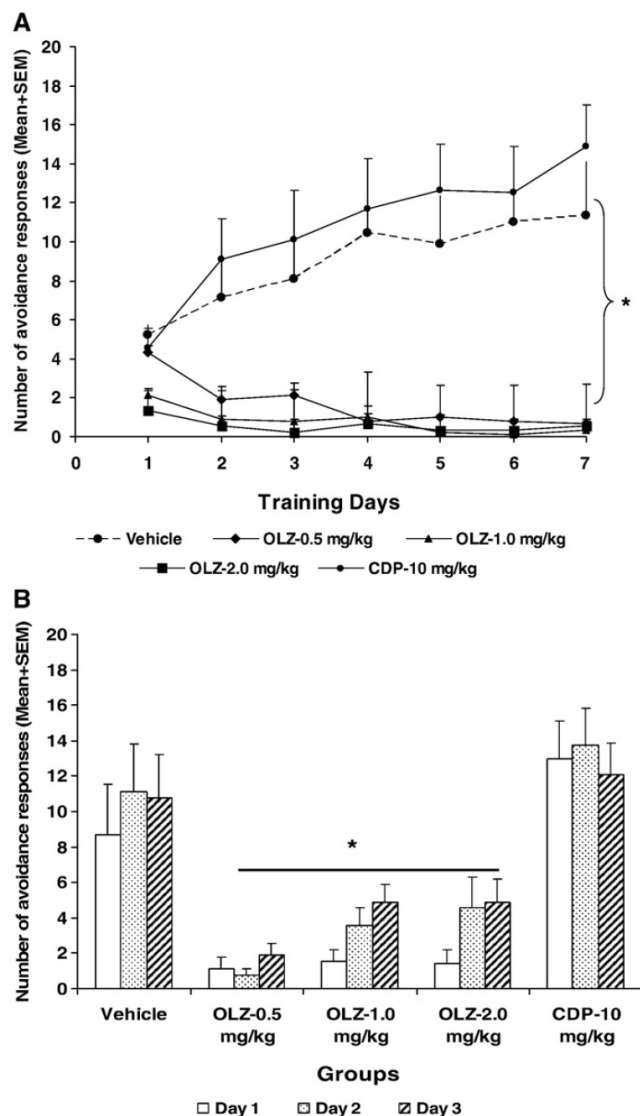 A
Number of avoidance responses (Mean+SEM)
20
18
16
14
12
10
8
6
4
2
0
*
0 1 2 3 4 5 6 7
Training Days
Vehicle OLZ-0.5 mg/kg OLZ-1.0 mg/kg
OLZ-2.0 mg/kg CDP-10 mg/kg
B
Number of avoidance responses (Mean+SEM)
20
18
16
14
12
10
8
6
4
2
0
*
Vehicle OLZ-0.5 OLZ-1.0 OLZ-2.0 CDP-10
mg/kg mg/kg mg/kg mg/kg
Groups
Day 1 Day 2 Day 3